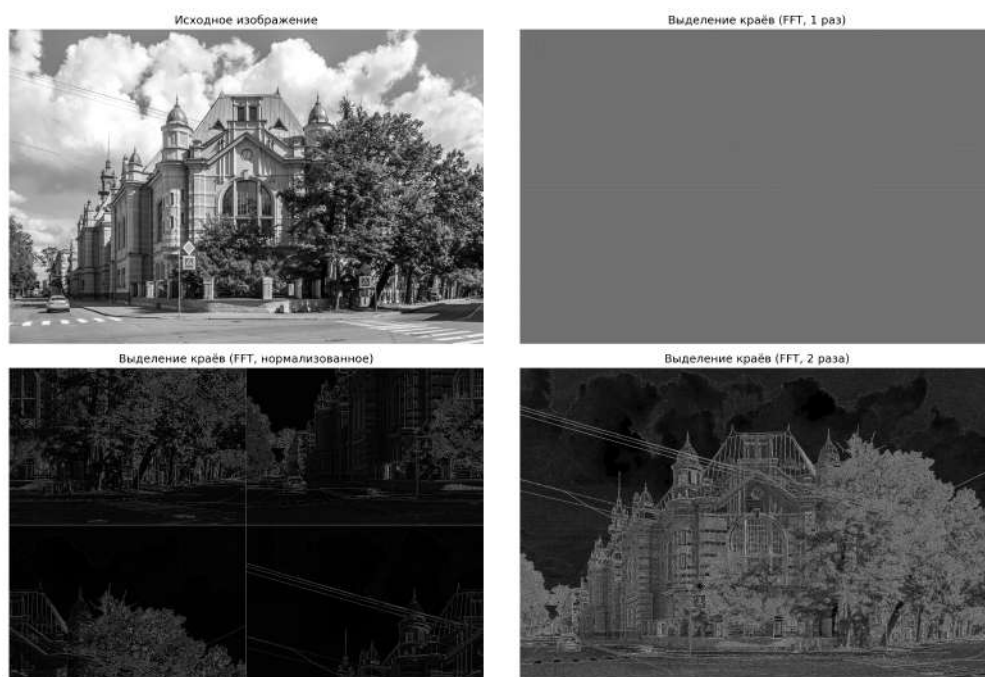 Исходное изображение
Выделение краёв (FFT, 1 раз)
Выделение краёв (FFT, нормализованное)
Выделение краёв (FFT, 2 раза)